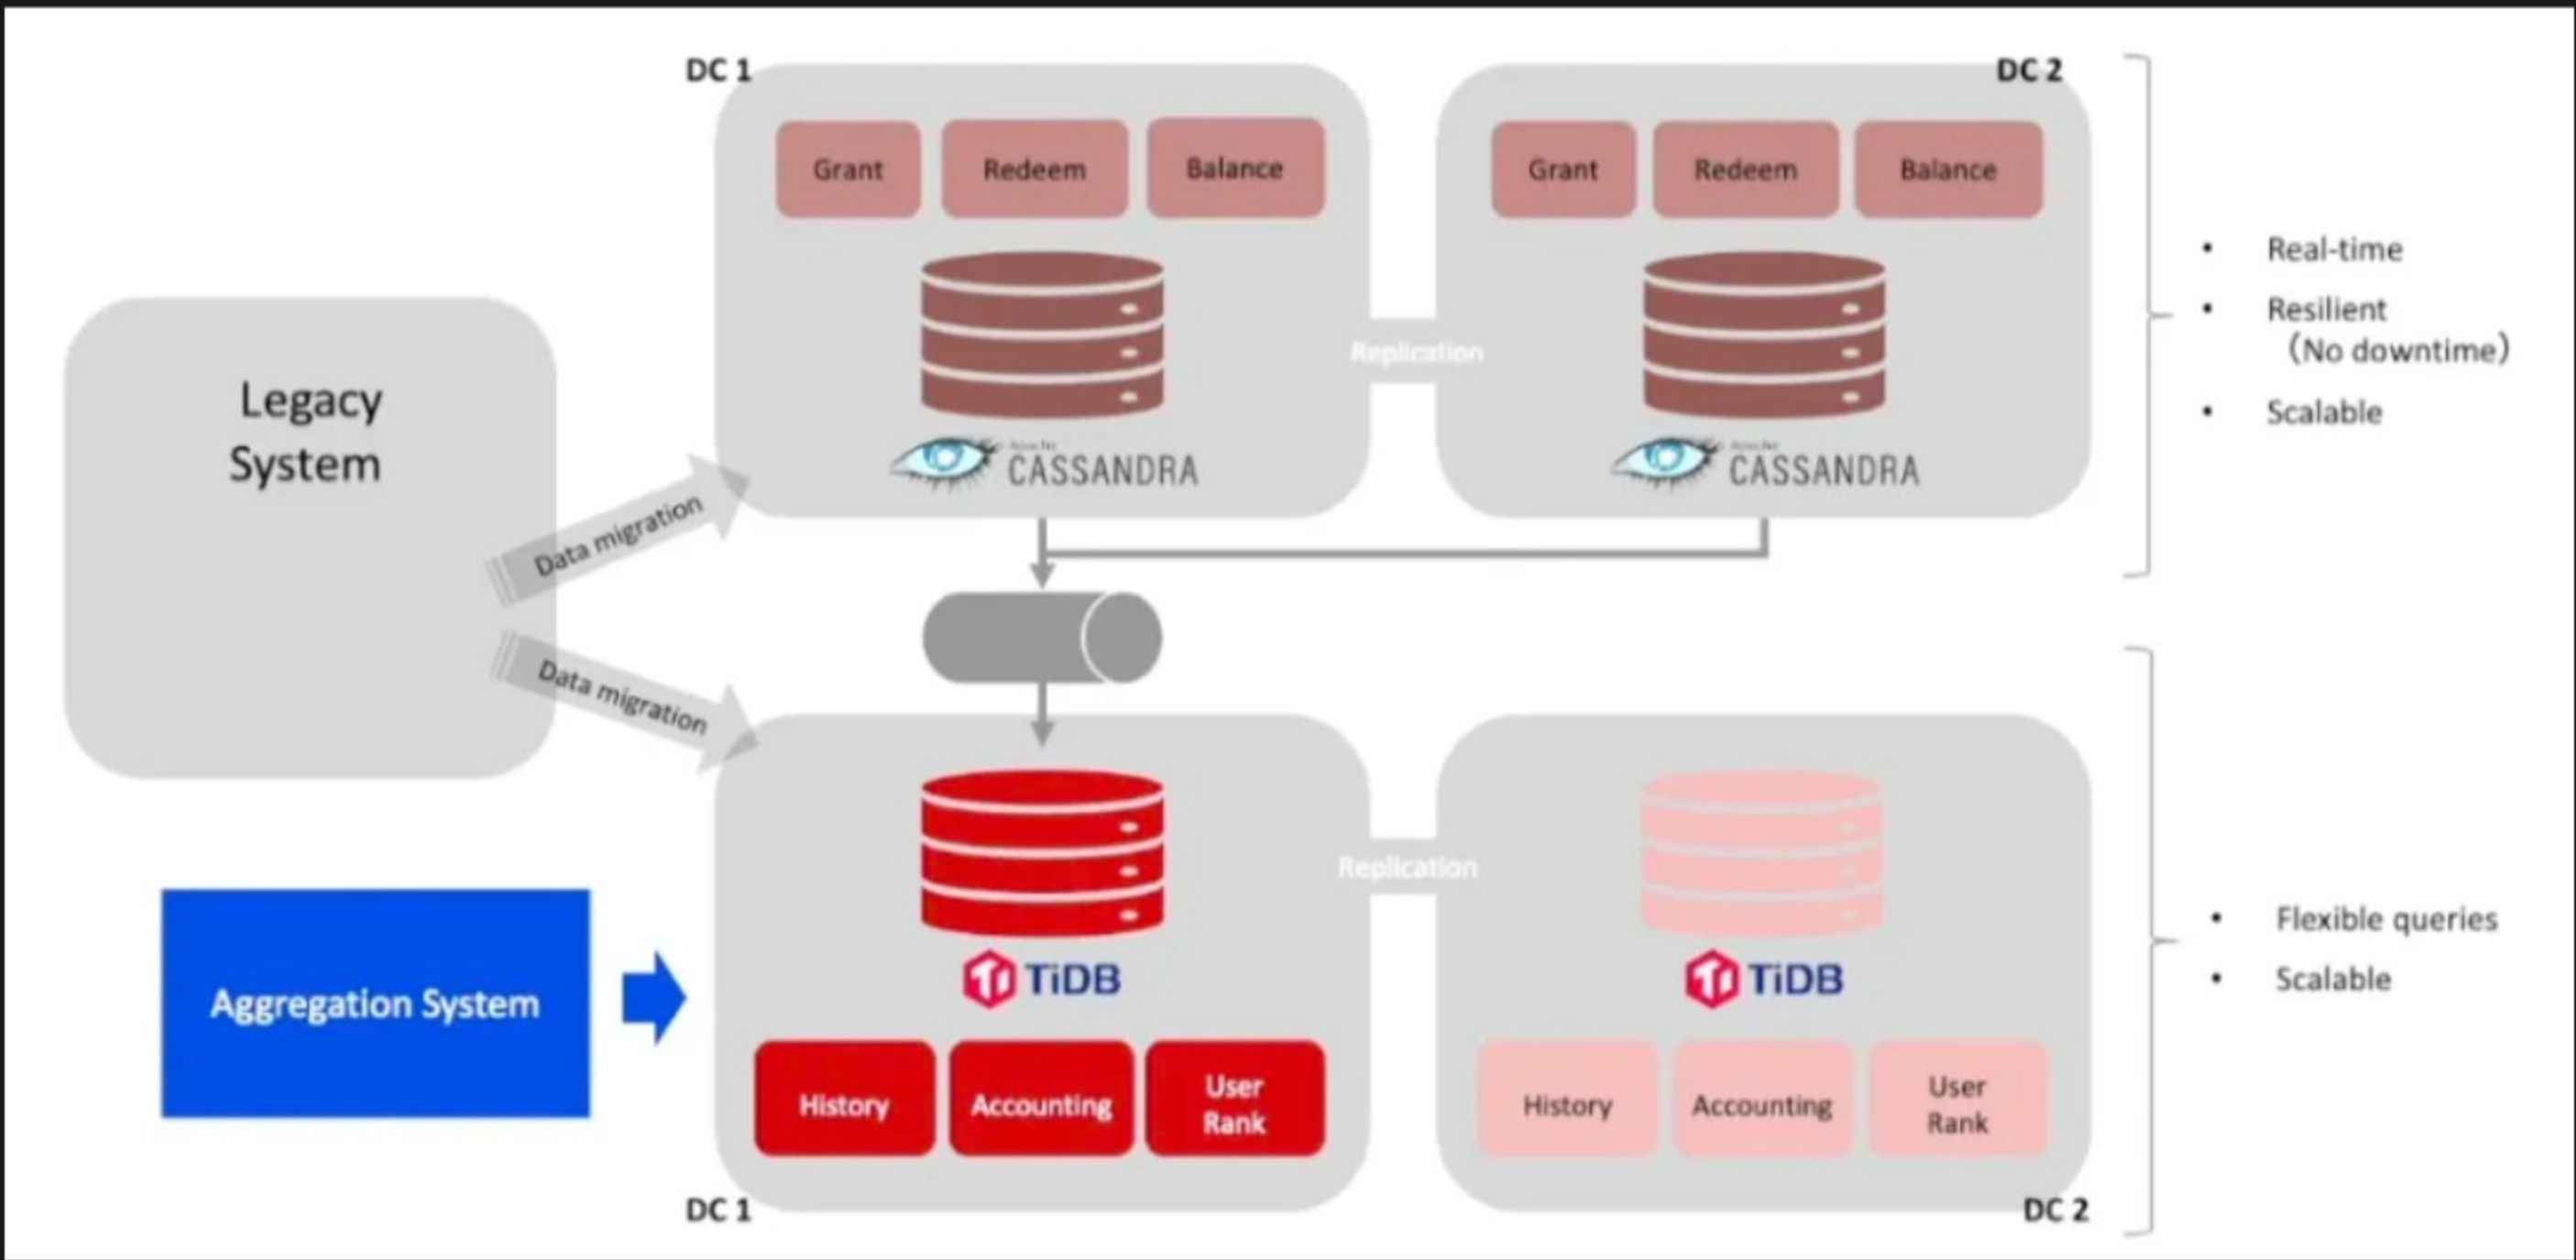 DC 1
DC 2
Grant
Redeem
Balance
Grant
Redeem
Balance
Replication
Apache
CASSANDRA
Apache
CASSANDRA
Real-time
Resilient
(No downtime)
Scalable
Legacy
System
Data migration
Data migration
Replication
TiDB
TiDB
Aggregation System
History
Accounting
User
Rank
History
Accounting
User
Rank
Flexible queries
Scalable
DC 1
DC 2